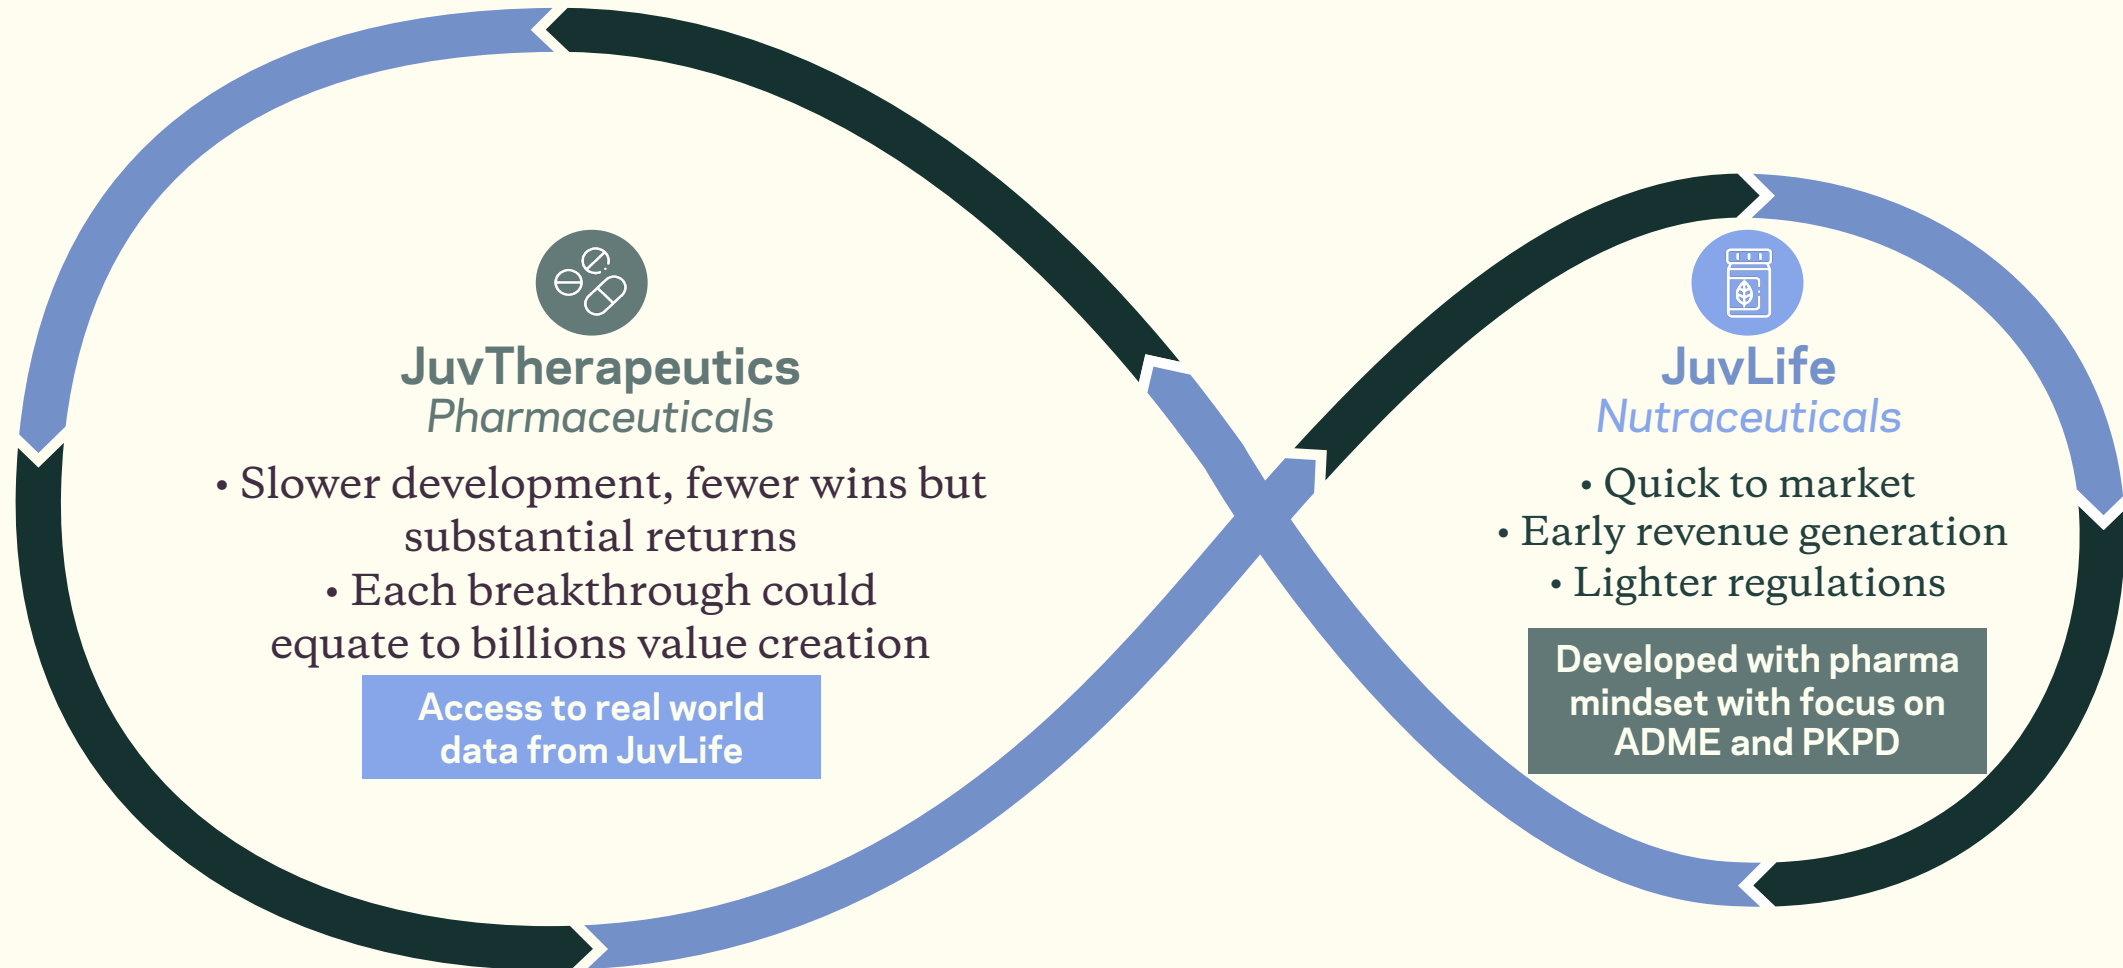 JuvTherapeutics
Pharmaceuticals
• Slower development, fewer wins but
substantial returns
• Each breakthrough could
equate to billions value creation
Access to real world
data from JuvLife
JuvLife
Nutraceuticals
• Quick to market
• Early revenue generation
• Lighter regulations
Developed with pharma
mindset with focus on
ADME and PKPD